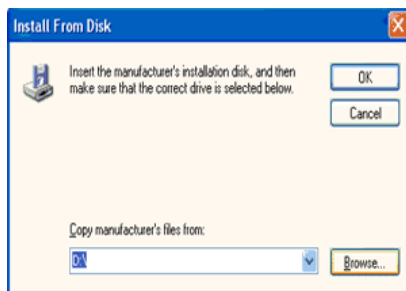 Install From Disk
Insert the manufacturer's installation disk, and then
make sure that the correct drive is selected below.
OK
Cancel
Copy manufacturer's files from:
D:\
Browse...